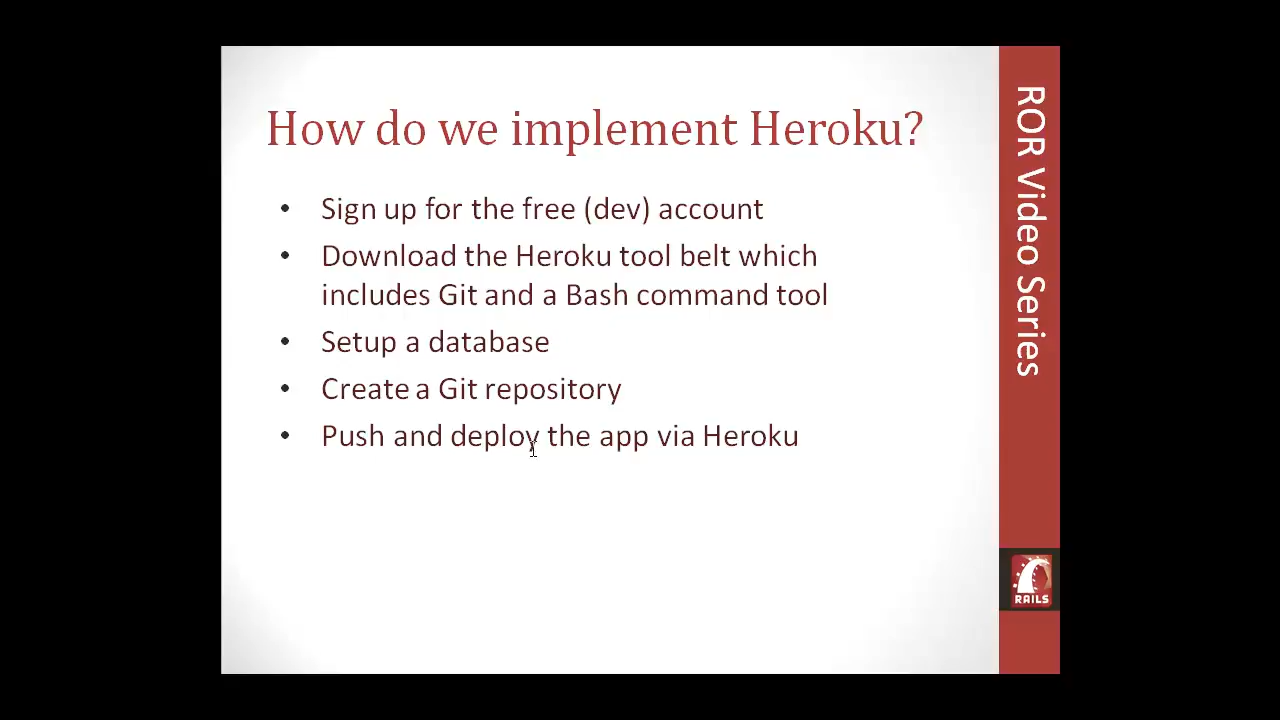 How do we implement Heroku?
• Sign up for the free (dev) account
• Download the Heroku tool belt which
includes Git and a Bash command tool
• Setup a database
• Create a Git repository
• Push and deploy the app via Heroku
ROR Video Series
RAILS